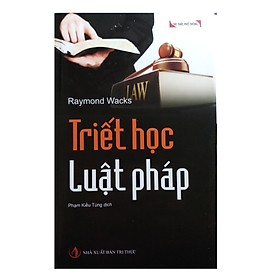 LAW
Raymond Wacks
Triết học
Luật pháp
Phạm Kiều Tùng dịch
NHÀ XUẤT BẢN TRI THỨC